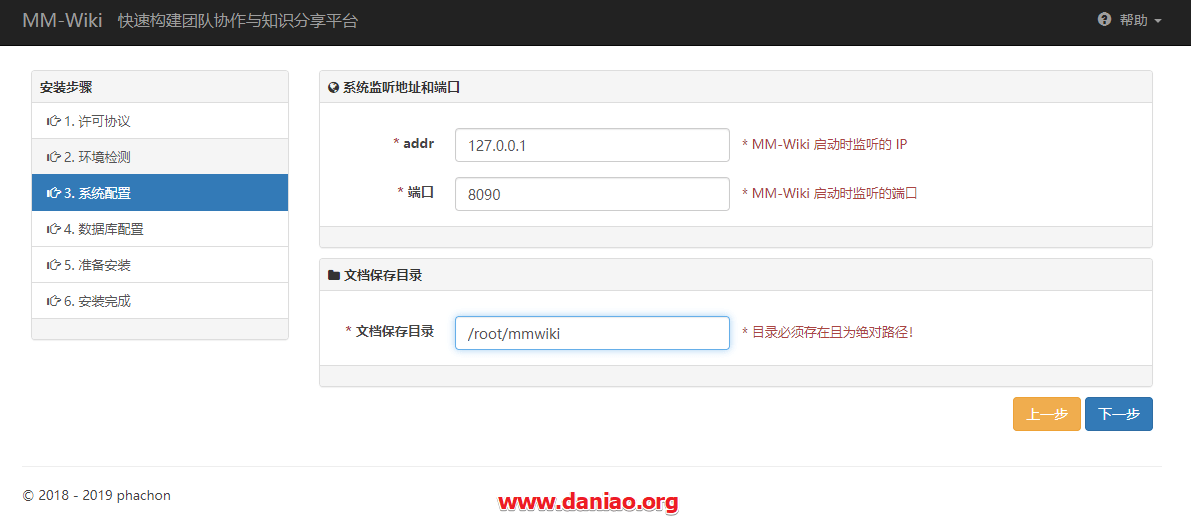 MM-Wiki 快速构建团队协作与知识分享平台
帮助
安装步骤
1. 许可协议
2. 环境检测
3. 系统配置
4. 数据库配置
5. 准备安装
6. 安装完成
系统监听地址和端口
* addr 127.0.0.1 * MM-Wiki 启动时监听的 IP
* 端口 8090 * MM-Wiki 启动时监听的端口
文档保存目录
* 文档保存目录 /root/mmwiki * 目录必须存在且为绝对路径!
上一步 下一步
© 2018 - 2019 phachon
www.daniao.org